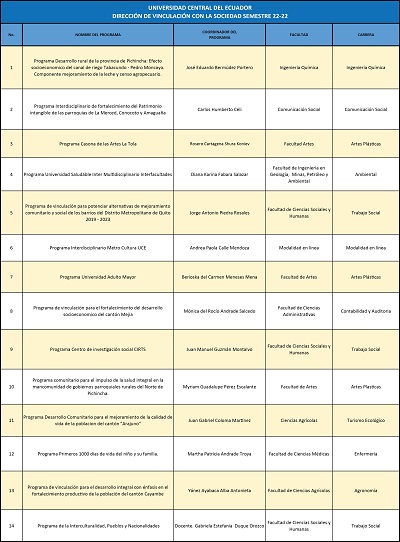 UNIVERSIDAD CENTRAL DEL ECUADOR
DIRECCIÓN DE VINCULACIÓN CON LA SOCIEDAD SEMESTRE 22-22
No. NOMBRE DEL PROGRAMA COORDINADOR DEL PROGRAMA FACULTAD CARRERA
1 Programa Desarrollo rural de la provincia de Pichincha: Efecto socioeconomico del canal de riego Tabacundo - Pedro Moncayo. Componente mejoramiento de la leche y censo agropecuario. José Eduardo Bermúdez Portero Ingeniería Química Ingeniería Química
2 Programa Interdisciplinario de fortalecimiento del Patrimonio intangible de las parroquias de La Merced, Conocoto y Amaguaña Carlos Humberto Celi Comunicación Social Comunicación Social
3 Programa Casona de las Artes La Tola Rosero Cartagena Shura Koniev Facultad Artes Artes Plásticas
4 Programa Universidad Saludable Inter Multidisciplinario Interfacultades Diana Karina Fabara Salazar Facultad de Ingenieria en Geología, Minas, Petróleo y Ambiental Ambiental
5 Programa de vinculación para potenciar alternativas de mejoramiento comunitario y social de los barrios del Distrito Metropolitano de Quito 2019 - 2023 Jorge Antonio Piedra Rosales Facultad de Ciencias Sociales y Humanas Trabajo Social
6 Programa Interdisciplinario Metro Cultura UCE Andrea Paola Calle Mendoza Modalidad en linea Modalidad en linea
7 Programa Universidad Adulto Mayor Berioska del Carmen Meneses Mena Facultad de Artes Artes Plásticas
8 Programa de vinculación para el fortalecimiento del desarrollo socioeconomico del cantón Mejía Mónica del Rocío Andrade Salcedo Facultad de Ciencias Administrativas Contabilidad y Auditoria
9 Programa Centro de investigación social CIRTS Juan Manuel Guzmán Montalvo Facultad de Ciencias Sociales y Humanas Trabajo Social
10 Programa comunitario para el impulso de la salud integral en la mancomunidad de gobiernos parroquiales rurales del Norte de Pichincha. Myriam Guadalupe Pérez Escalante Facultad de Artes Artes Plasticas
11 Programa Desarrollo Comunitario para el mejoramiento de la calidad de vida de la poblacion del cantón "Arajuno" Juan Gabriel Coloma Martínez Ciencias Agrícolas Turismo Ecológico
12 Programa Primeros 1000 dias de vida del niño y su familia. Martha Patricia Andrade Troya Facultad de Ciencias Médicas Enfermería
13 Programa de vinculación para el desarrollo integral con énfasis en el fortalecimiento productivo de la población del cantón Cayambe Yánez Ayabaca Alba Antonieta Facultad de Ciencias Agrícolas Agronomía
14 Programa de la Interculturalidad, Pueblos y Nacionalidades Docente. Gabriela Estefania Duque Orozco Facultad de Ciencias Sociales y Humanas Trabajo Social